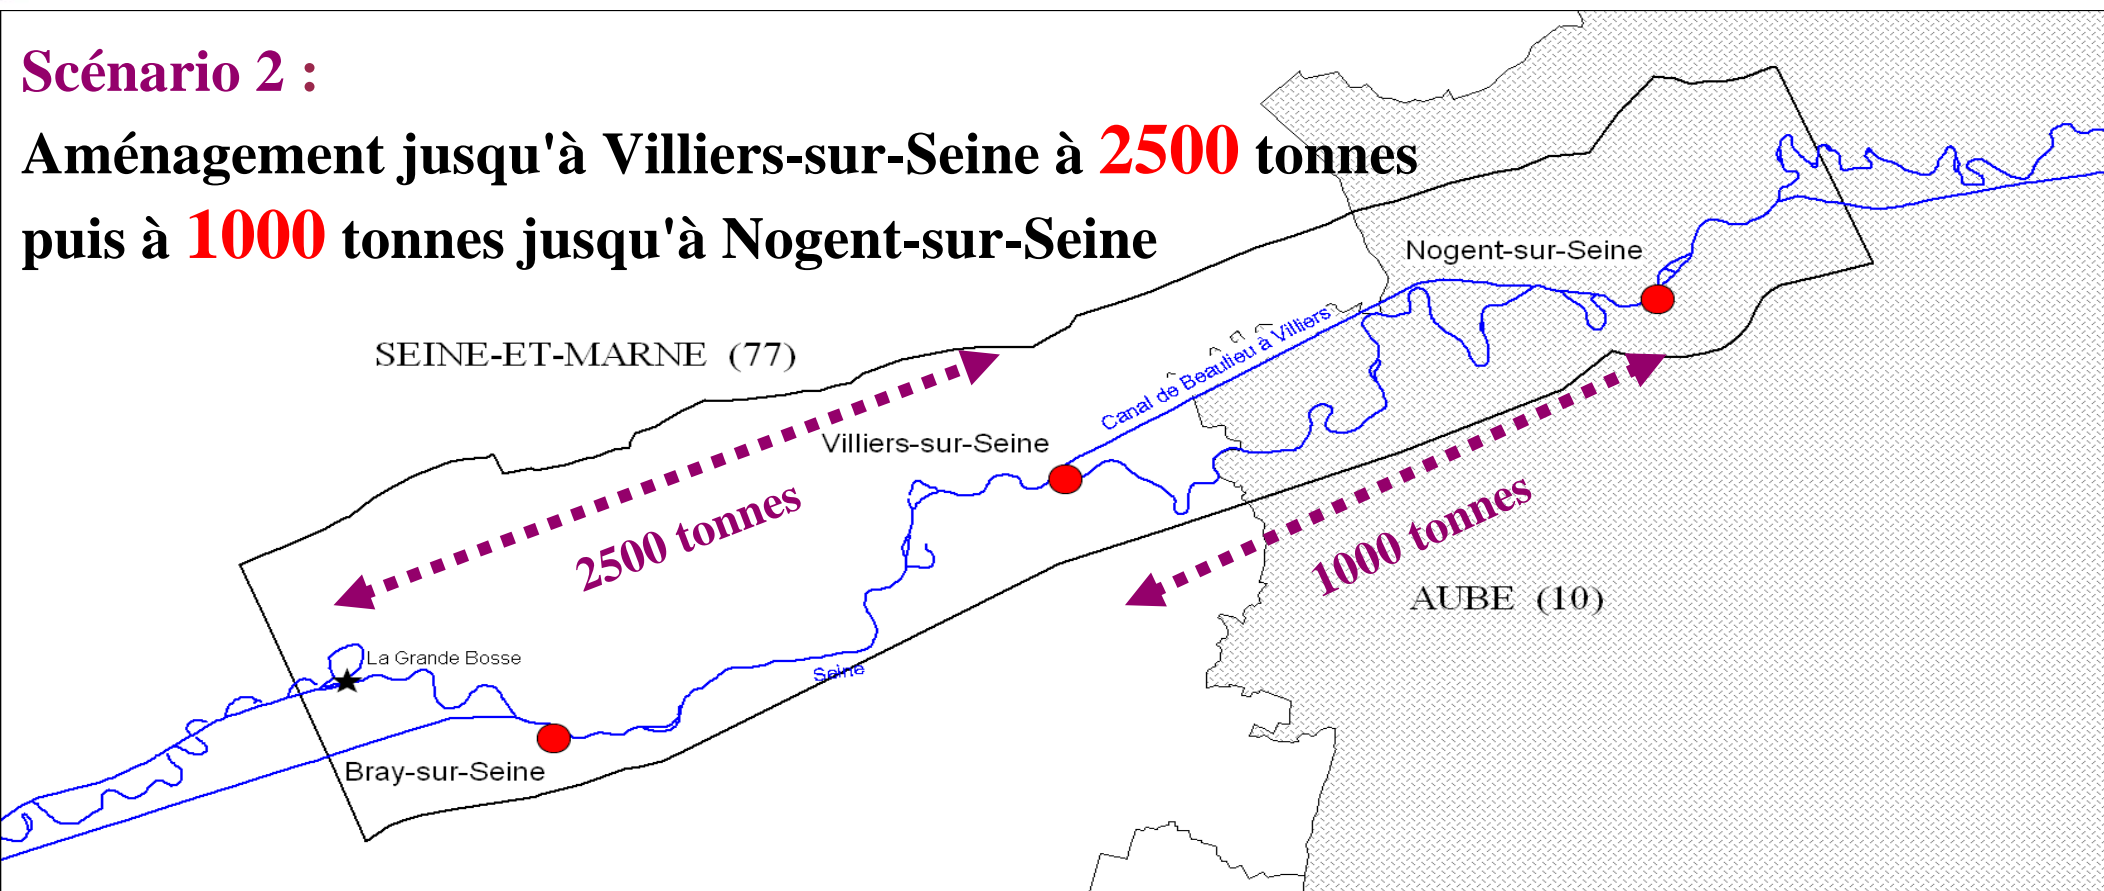 Scénario 2 :
Aménagement jusqu'à Villiers-sur-Seine à 2500 tonnes
puis à 1000 tonnes jusqu'à Nogent-sur-Seine
Nogent-sur-Seine
SEINE-ET-MARNE (77)
Canal de Beaulieu à Villiers
Villiers-sur-Seine
2500 tonnes
1000 tonnes
AUBE (10)
La Grande Bosse
Seine
Bray-sur-Seine